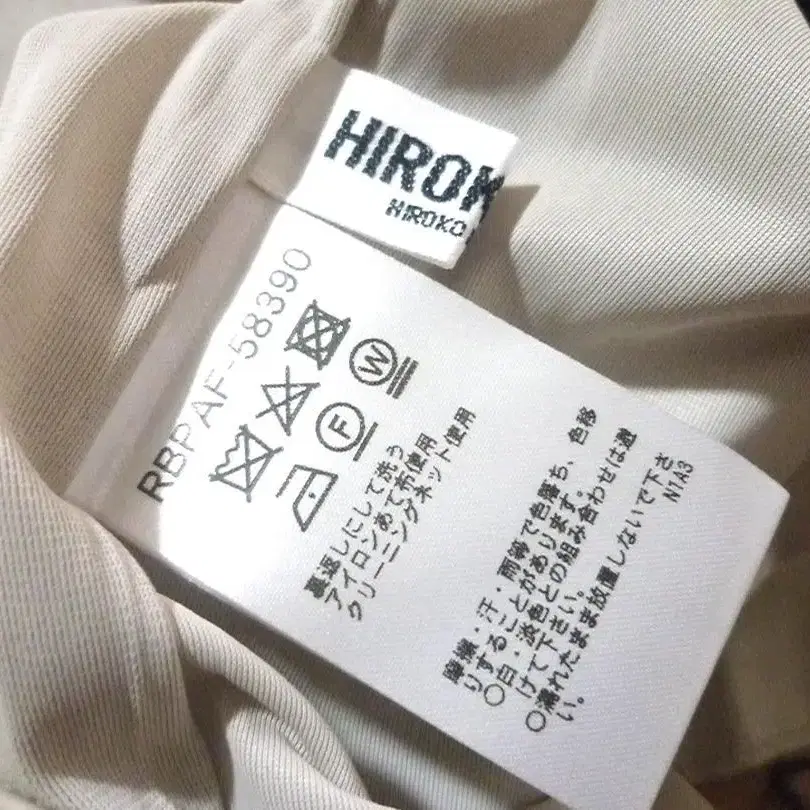 HIROK
HIROKO
RBPAF-58390
W
F
裏返しにして洗う
アイロンあて布使用
クリーニングネット使用
摩擦・汗・雨等で色落ち、色移
りすることがあります。
○白・淡色との組み合わせは避
けて下さい。
○濡れたまま放置しないで下さ
い。
N1A3